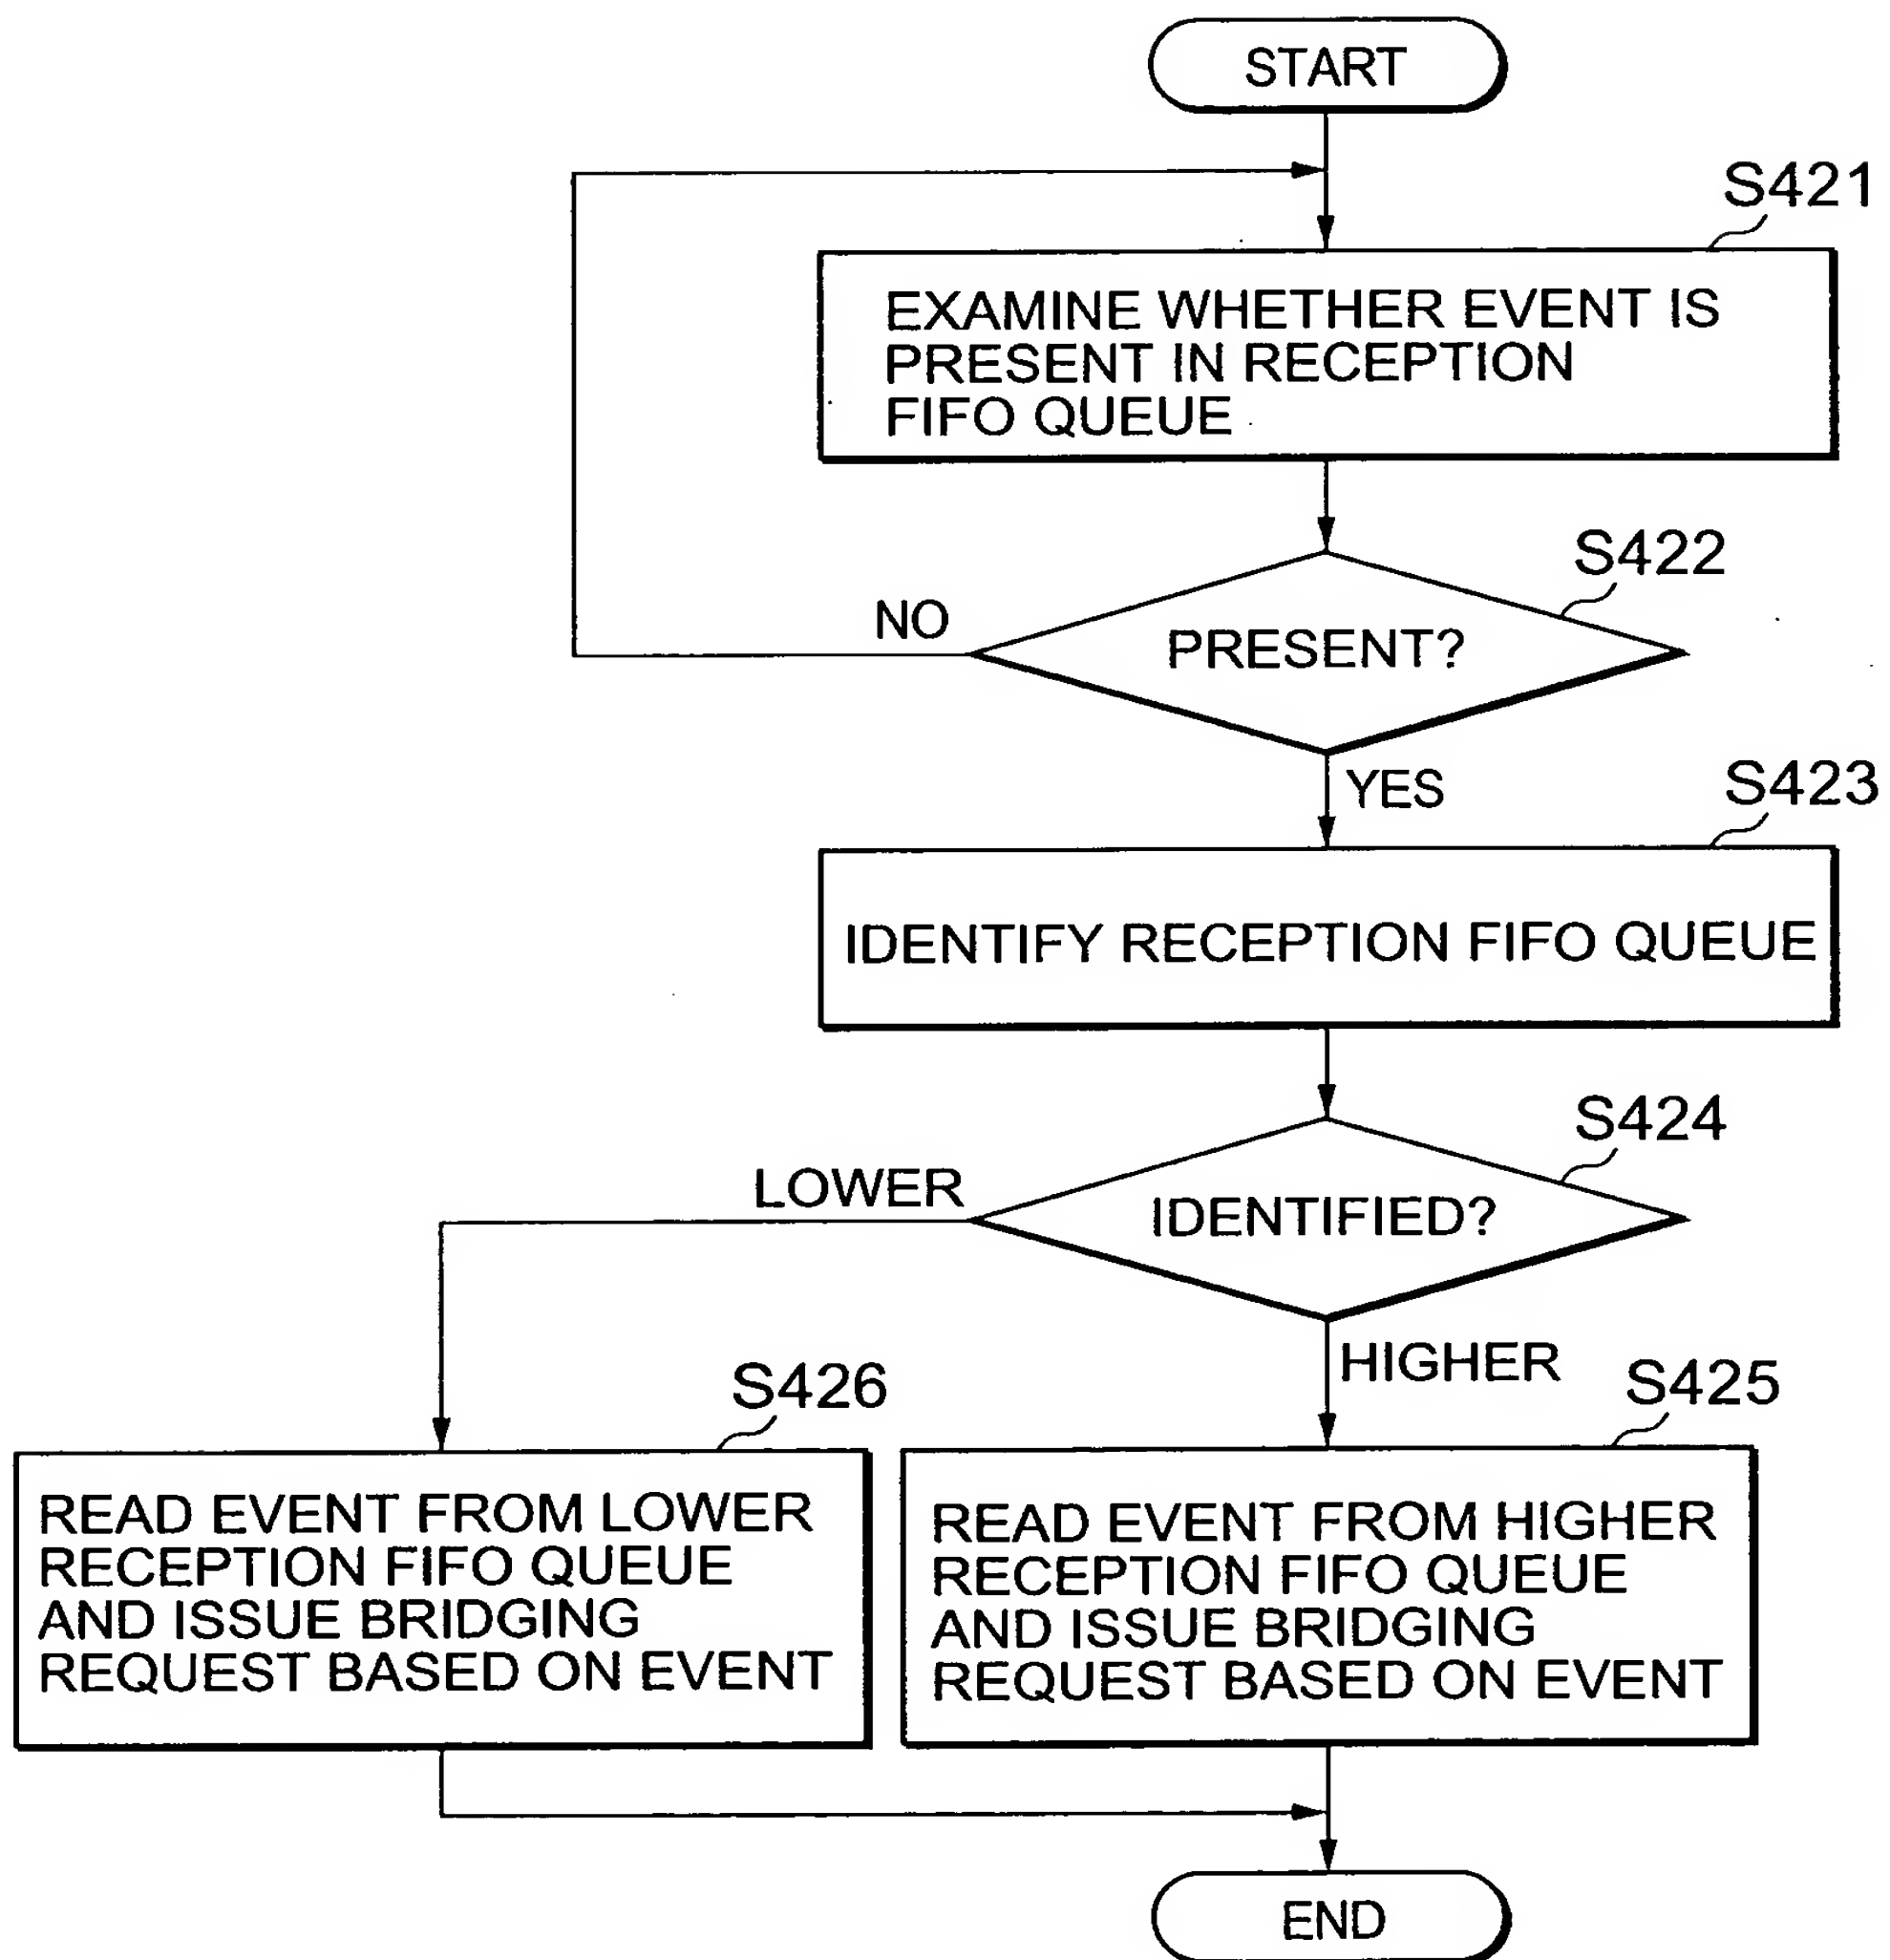 START
S421
EXAMINE WHETHER EVENT IS
PRESENT IN RECEPTION
FIFO QUEUE
S422
NO
PRESENT?
YES
S423
IDENTIFY RECEPTION FIFO QUEUE
S424
LOWER
IDENTIFIED?
HIGHER
S426
S425
READ EVENT FROM LOWER
RECEPTION FIFO QUEUE
AND ISSUE BRIDGING
REQUEST BASED ON EVENT
READ EVENT FROM HIGHER
RECEPTION FIFO QUEUE
AND ISSUE BRIDGING
REQUEST BASED ON EVENT
END